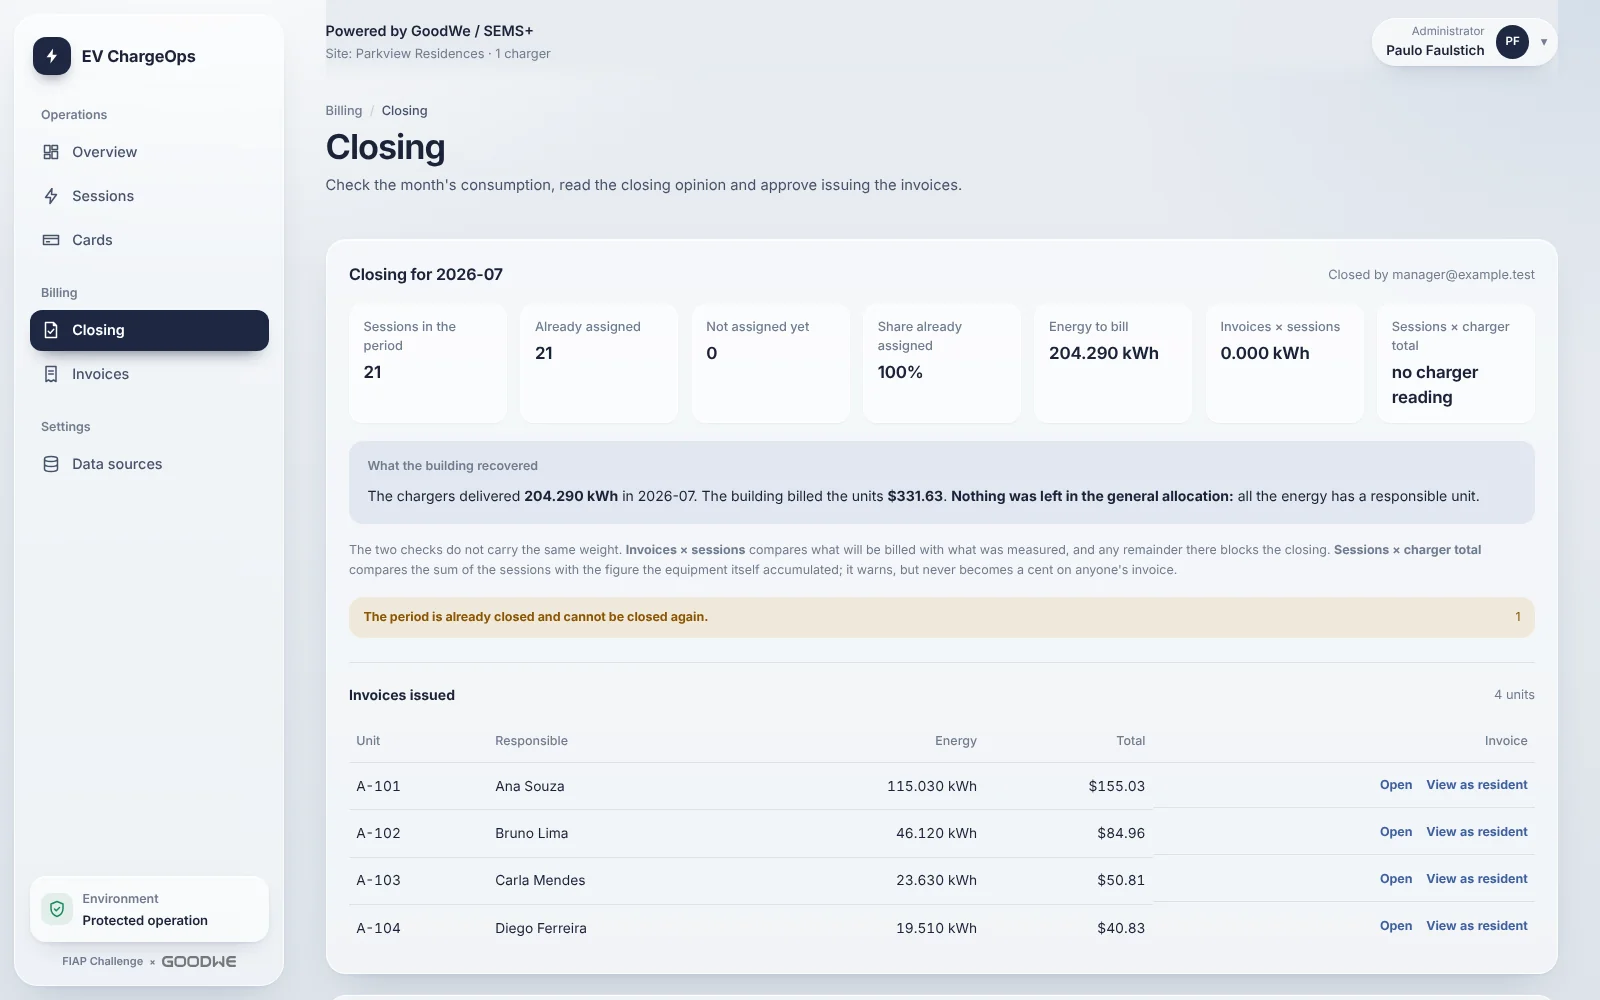 EV ChargeOps
Operations
Overview
Sessions
Cards
Billing
Closing
Invoices
Settings
Data sources
Environment
Protected operation
FIAP Challenge × GOODWE
Powered by GoodWe / SEMS+
Site: Parkview Residences · 1 charger
Administrator
Paulo Faulstich
PF
▼
Billing / Closing
Closing
Check the month's consumption, read the closing opinion and approve issuing the invoices.
Closing for 2026-07
Closed by manager@example.test
Sessions in the
period
21
Already assigned
21
Not assigned yet
0
Share already
assigned
100%
Energy to bill
204.290 kWh
Invoices × sessions
0.000 kWh
Sessions × charger
total
no charger
reading
What the building recovered
The chargers delivered 204.290 kWh in 2026-07. The building billed the units $331.63. Nothing was left in the general allocation: all the energy has a responsible unit.
The two checks do not carry the same weight. Invoices × sessions compares what will be billed with what was measured, and any remainder there blocks the closing. Sessions × charger total
compares the sum of the sessions with the figure the equipment itself accumulated; it warns, but never becomes a cent on anyone's invoice.
The period is already closed and cannot be closed again. 1
Invoices issued 4 units
Unit Responsible Energy Total Invoice
A-101 Ana Souza 115.030 kWh $155.03 Open View as resident
A-102 Bruno Lima 46.120 kWh $84.96 Open View as resident
A-103 Carla Mendes 23.630 kWh $50.81 Open View as resident
A-104 Diego Ferreira 19.510 kWh $40.83 Open View as resident